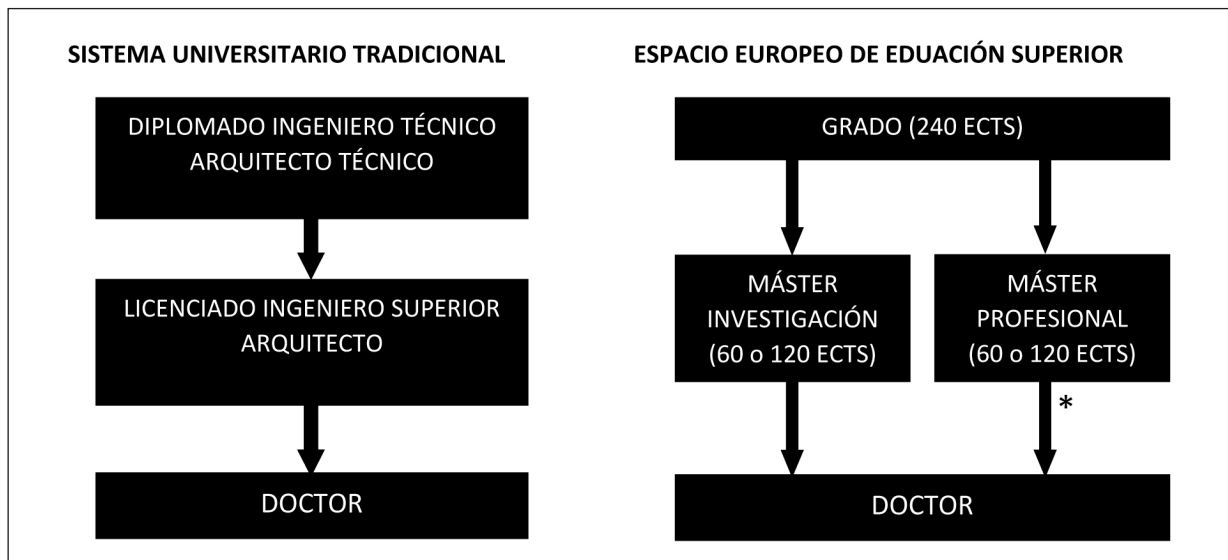 SISTEMA UNIVERSITARIO TRADICIONAL
DIPLOMADO INGENIERO TÉCNICO
ARQUITECTO TÉCNICO
LICENCIADO INGENIERO SUPERIOR
ARQUITECTO
DOCTOR
ESPACIO EUROPEO DE EDUACIÓN SUPERIOR
GRADO (240 ECTS)
MÁSTER
INVESTIGACIÓN
(60 o 120 ECTS)
MÁSTER
PROFESIONAL
(60 o 120 ECTS)
*
DOCTOR